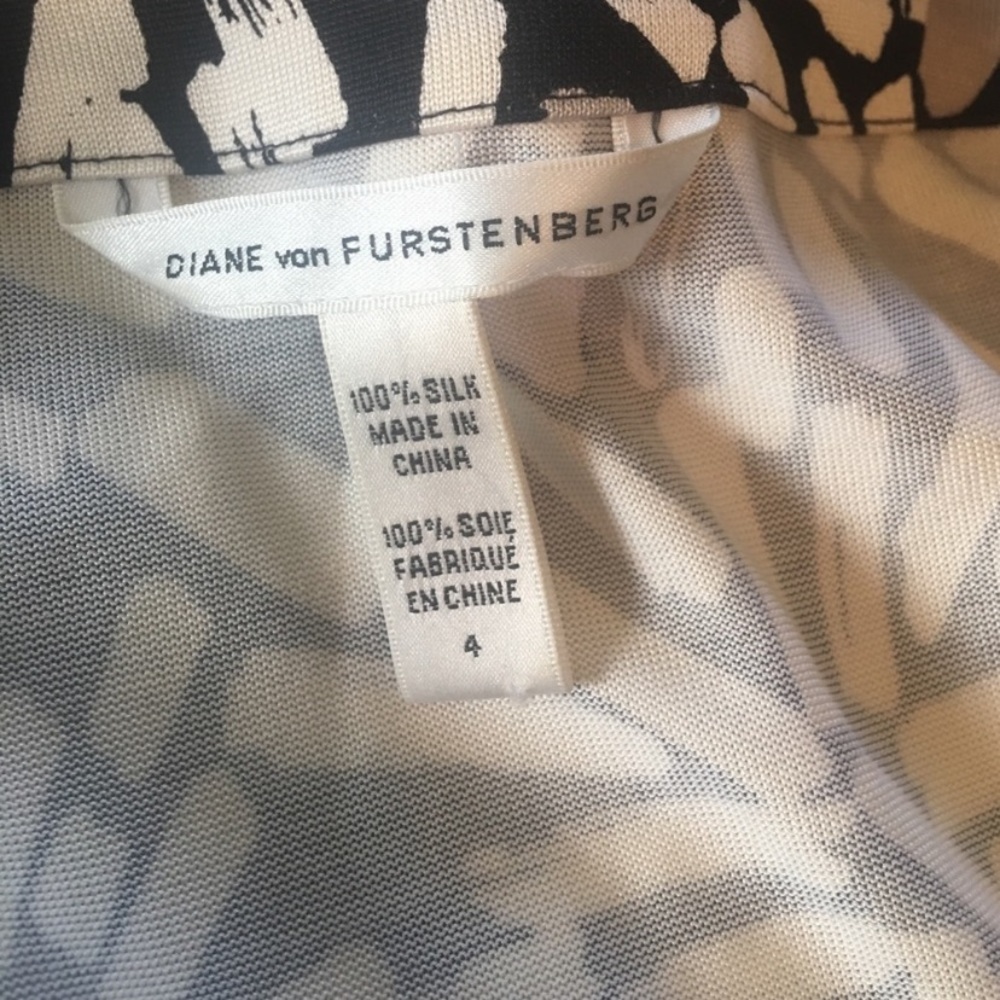 DIANE von FURSTENBERG
100% SILK
MADE IN
CHINA
100% SOIE
FABRIQUÉ
EN CHINE
4